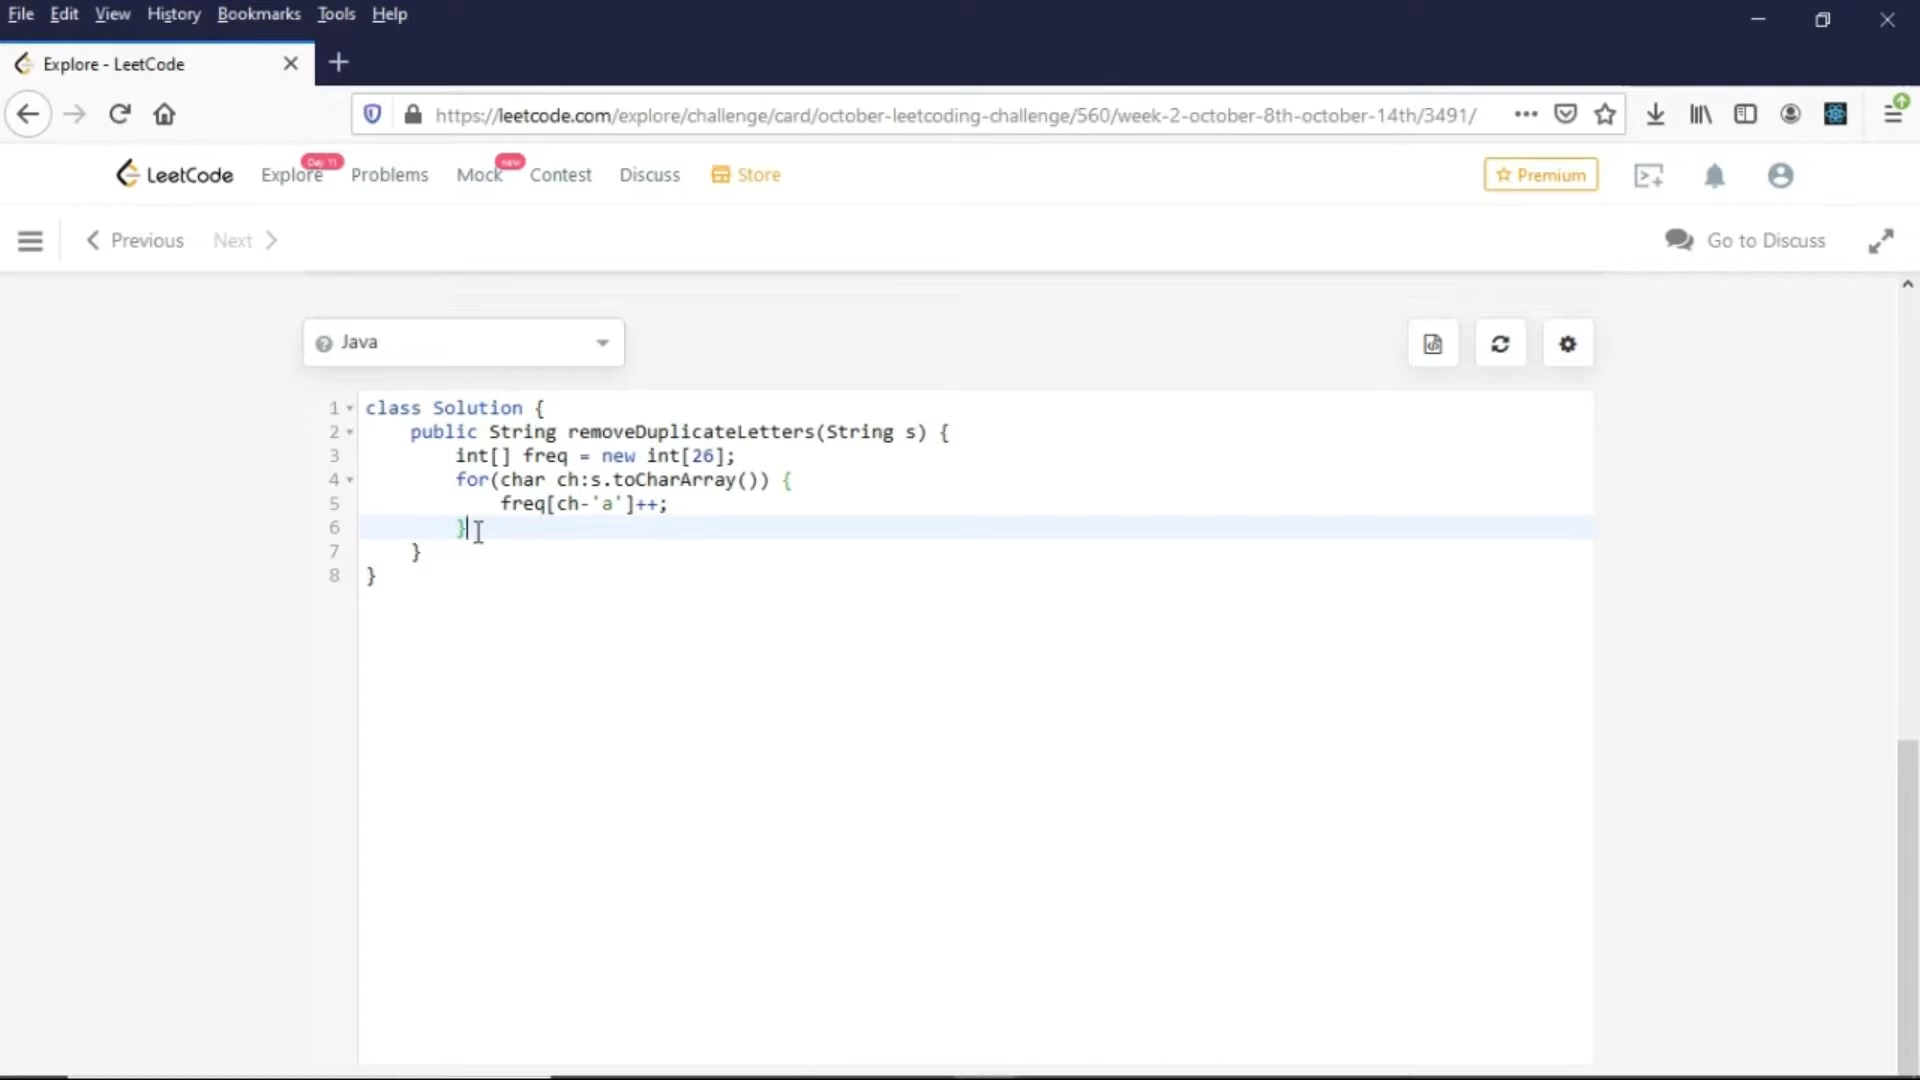 File Edit View History Bookmarks Tools Help
Explore - LeetCode
https://leetcode.com/explore/challenge/card/october-leetcoding-challenge/560/week-2-october-8th-october-14th/3491/
LeetCode Explore Day 11 Problems Mock new Contest Discuss Store Premium
Previous Next Go to Discuss
Java
1 class Solution {
2 public String removeDuplicateLetters(String s) {
3 int[] freq = new int[26];
4 for(char ch:s.toCharArray()) {
5 freq[ch-'a']++;
6 }
7 }
8 }